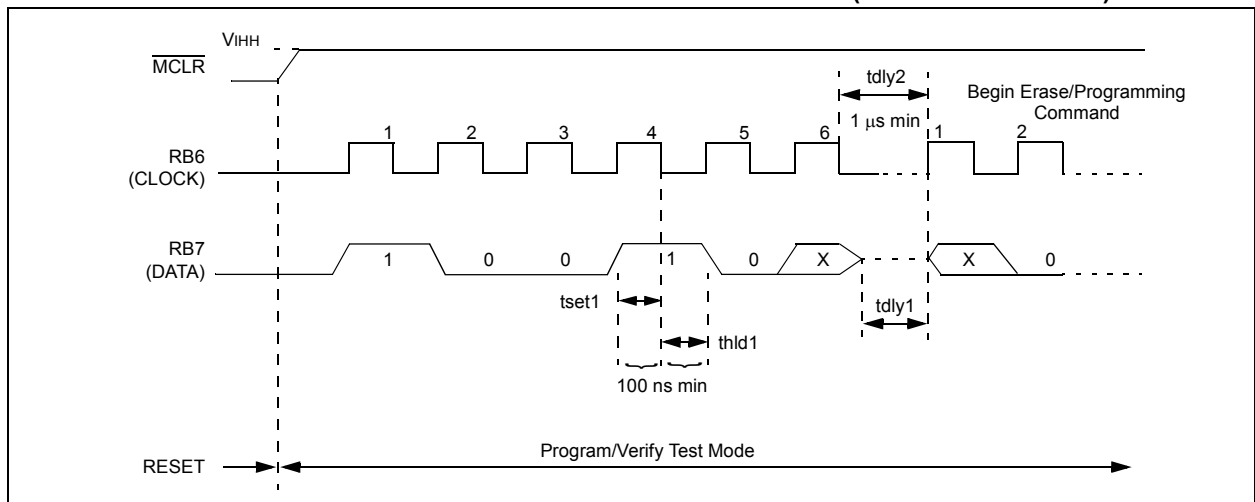 VIHH
MCLR
tdly2
Begin Erase/Programming
Command
1 µs min
1 2 3 4 5 6 1 2
RB6
(CLOCK)
RB7
(DATA)
1 0 0 1 0 X X 0
tset1
tdly1
thld1
100 ns min
Program/Verify Test Mode
RESET